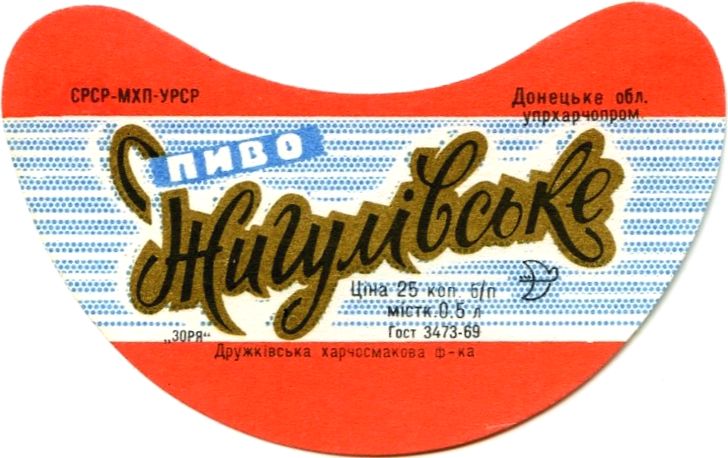 СРСР-МХП-УРСР
Донецьке обл.
упрхарчопром
ПИВО
Жигулівське
Ціна 25 коп. б/п
містк. 0.5 л
Гост 3473-69
„ЗОРЯ“
Дружківська харчосмакова ф-ка